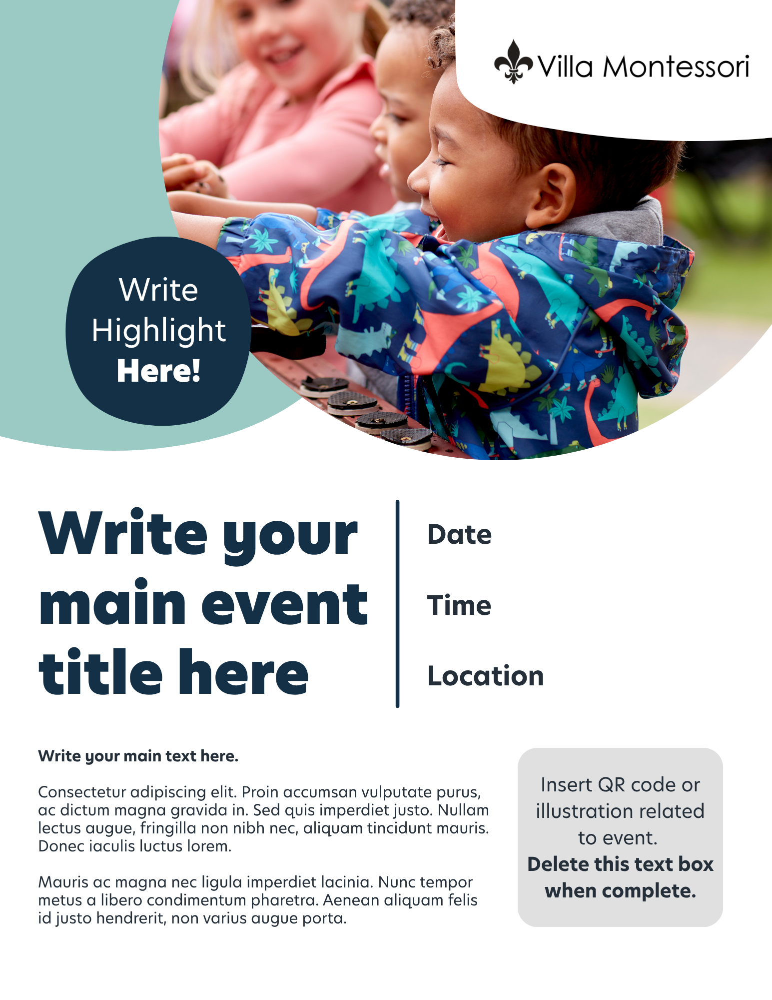 Villa Montessori
Write
Highlight
Here!
Write your
main event
title here
Date
Time
Location
Write your main text here.
Consectetur adipiscing elit. Proin accumsan vulputate purus,
ac dictum magna gravida in. Sed quis imperdiet justo. Nullam
lectus augue, fringilla non nibh nec, aliquam tincidunt mauris.
Donec iaculis luctus lorem.
Mauris ac magna nec ligula imperdiet lacinia. Nunc tempor
metus a libero condimentum pharetra. Aenean aliquam felis
id justo hendrerit, non varius augue porta.
Insert QR code or
illustration related
to event.
Delete this text box
when complete.